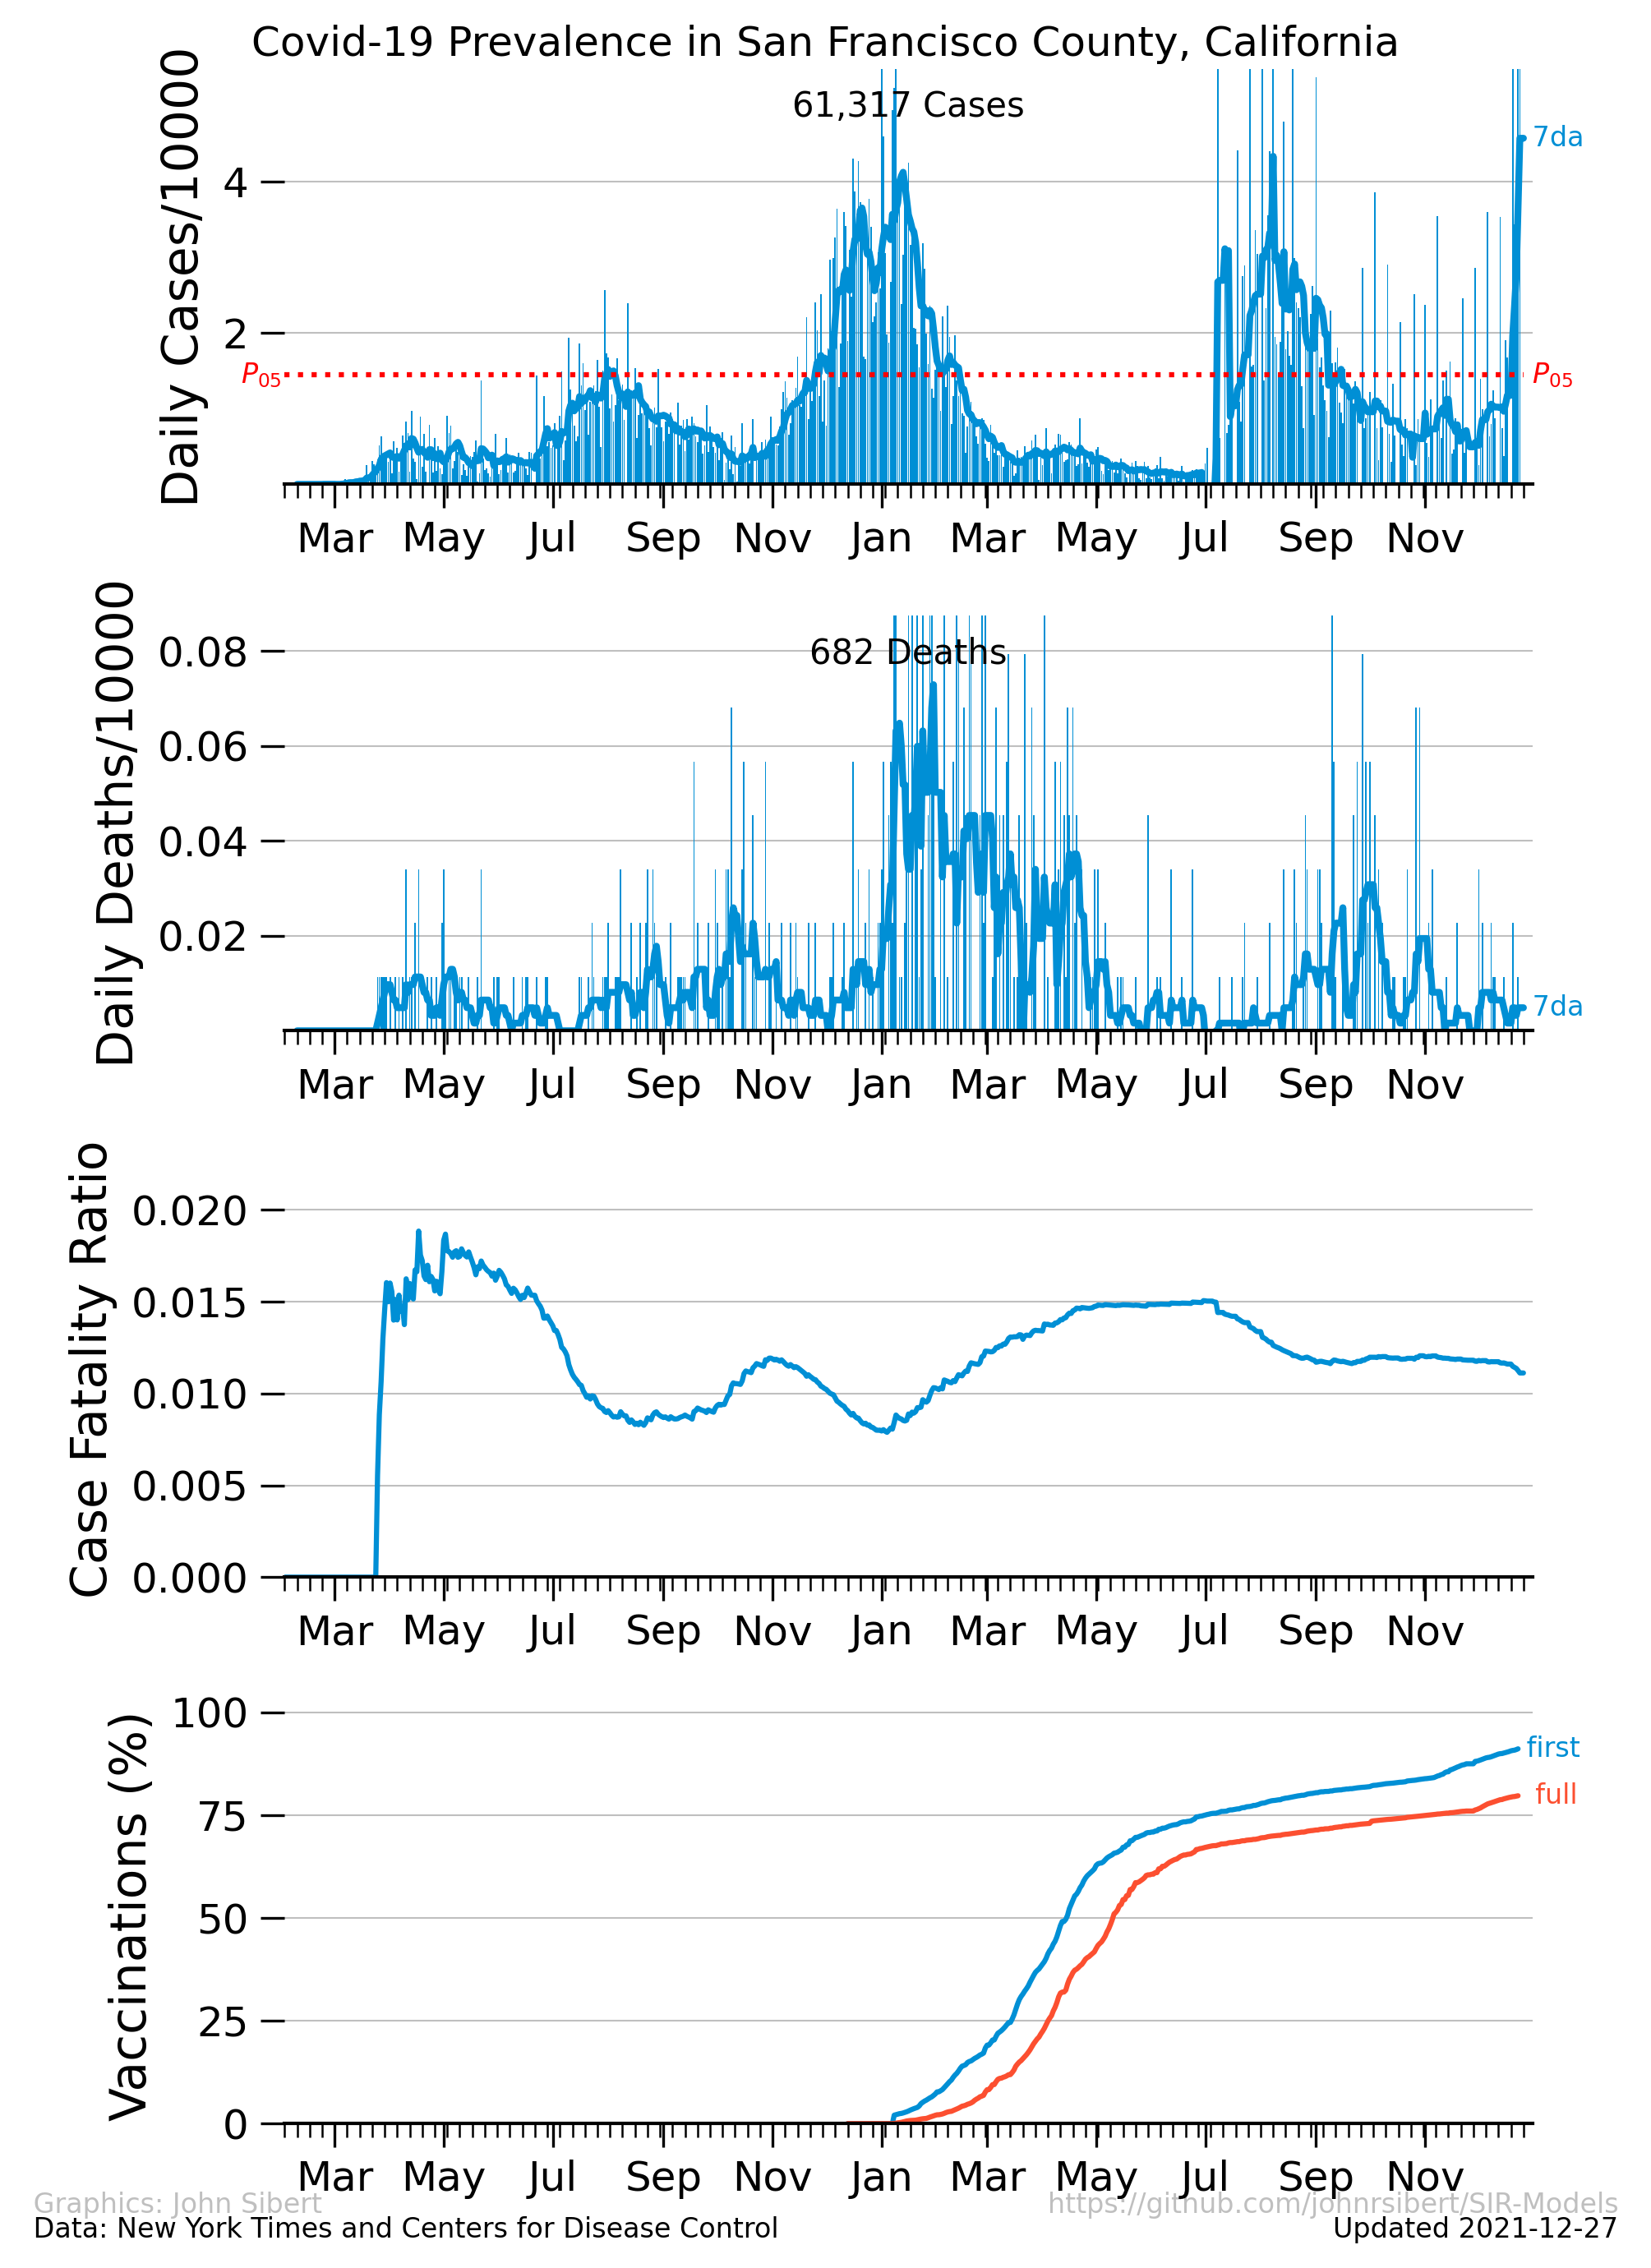 Covid-19 Prevalence in San Francisco County, California
Daily Cases/10000
61,317 Cases
7da
4
2
P05
P05
Mar May Jul Sep Nov Jan Mar May Jul Sep Nov
Daily Deaths/10000
682 Deaths
0.08
0.06
0.04
0.02
7da
Mar May Jul Sep Nov Jan Mar May Jul Sep Nov
Case Fatality Ratio
0.020
0.015
0.010
0.005
0.000
Mar May Jul Sep Nov Jan Mar May Jul Sep Nov
Vaccinations (%)
100
first
full
75
50
25
0
Mar May Jul Sep Nov Jan Mar May Jul Sep Nov
Graphics: John Sibert
https://github.com/johnrsibert/SIR-Models
Data: New York Times and Centers for Disease Control
Updated 2021-12-27